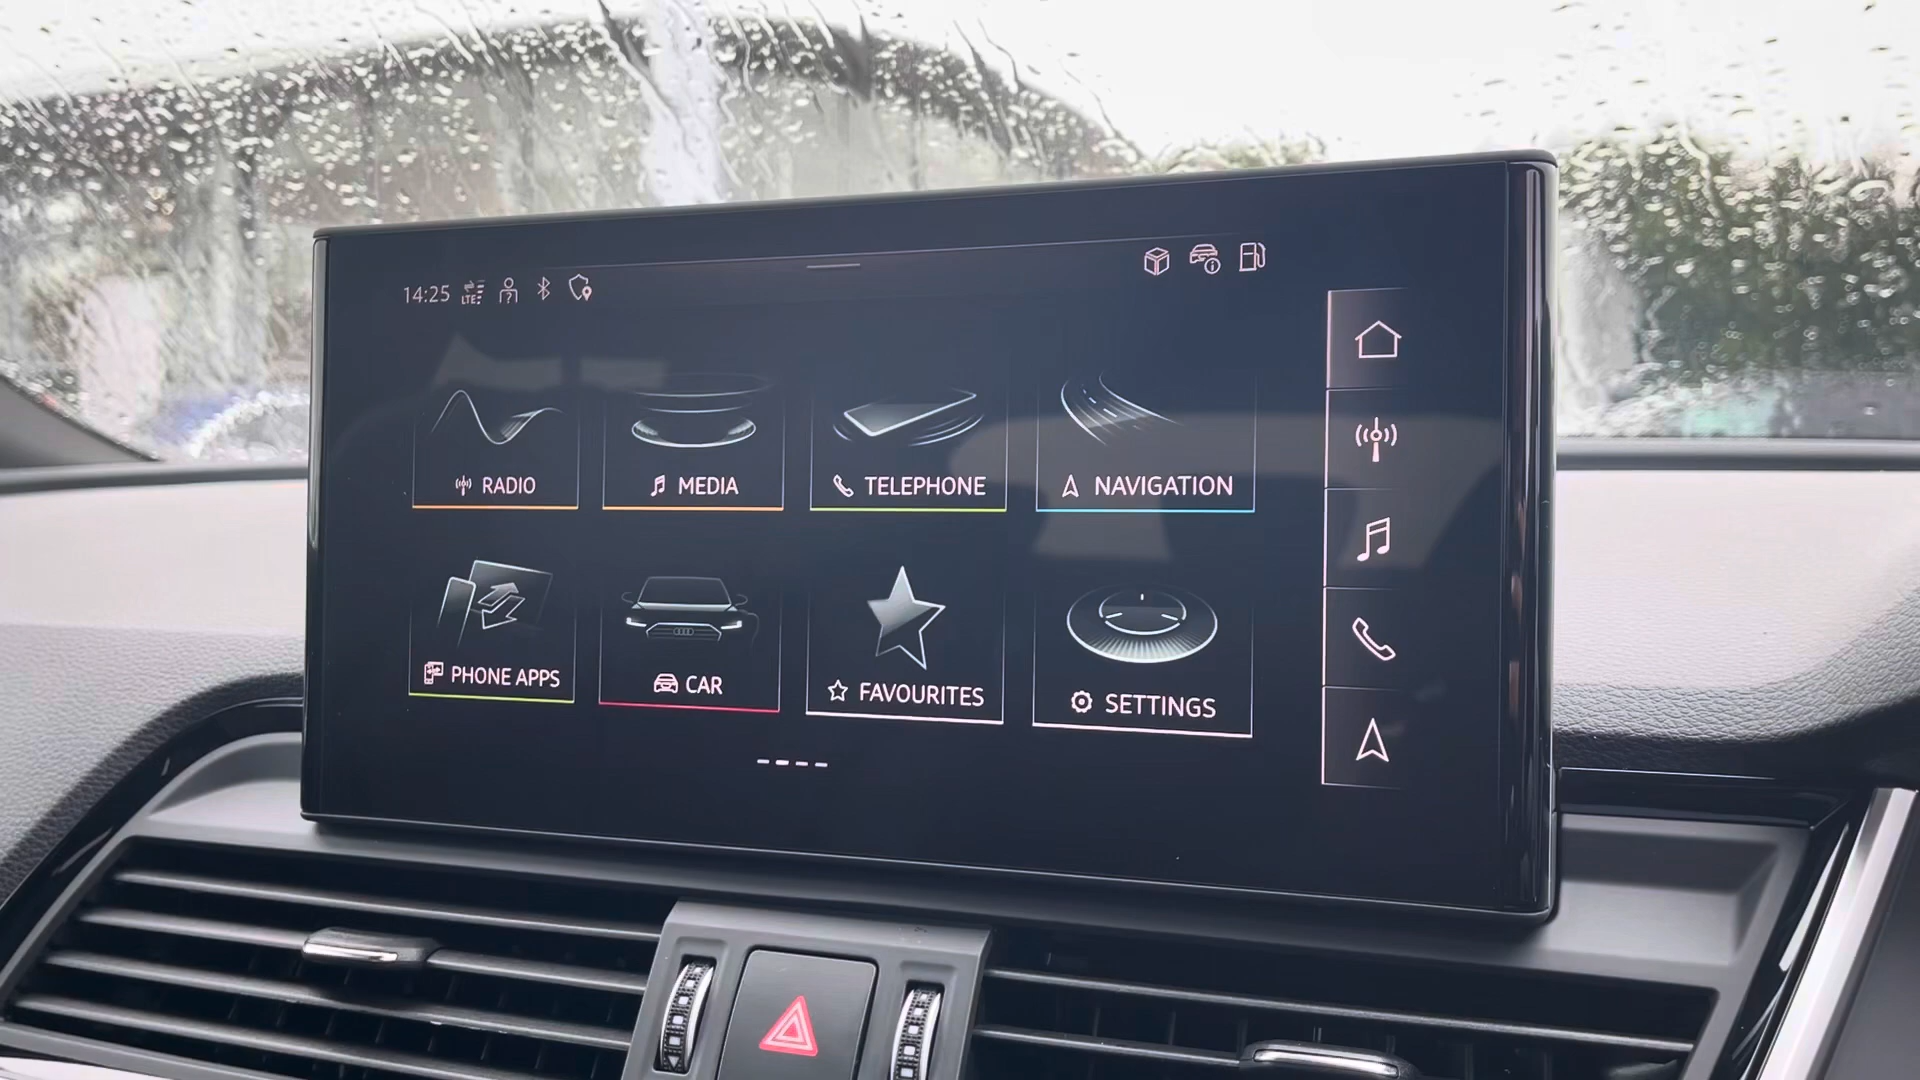 14:25 LTE
RADIO
MEDIA
TELEPHONE
NAVIGATION
PHONE APPS
CAR
FAVOURITES
SETTINGS